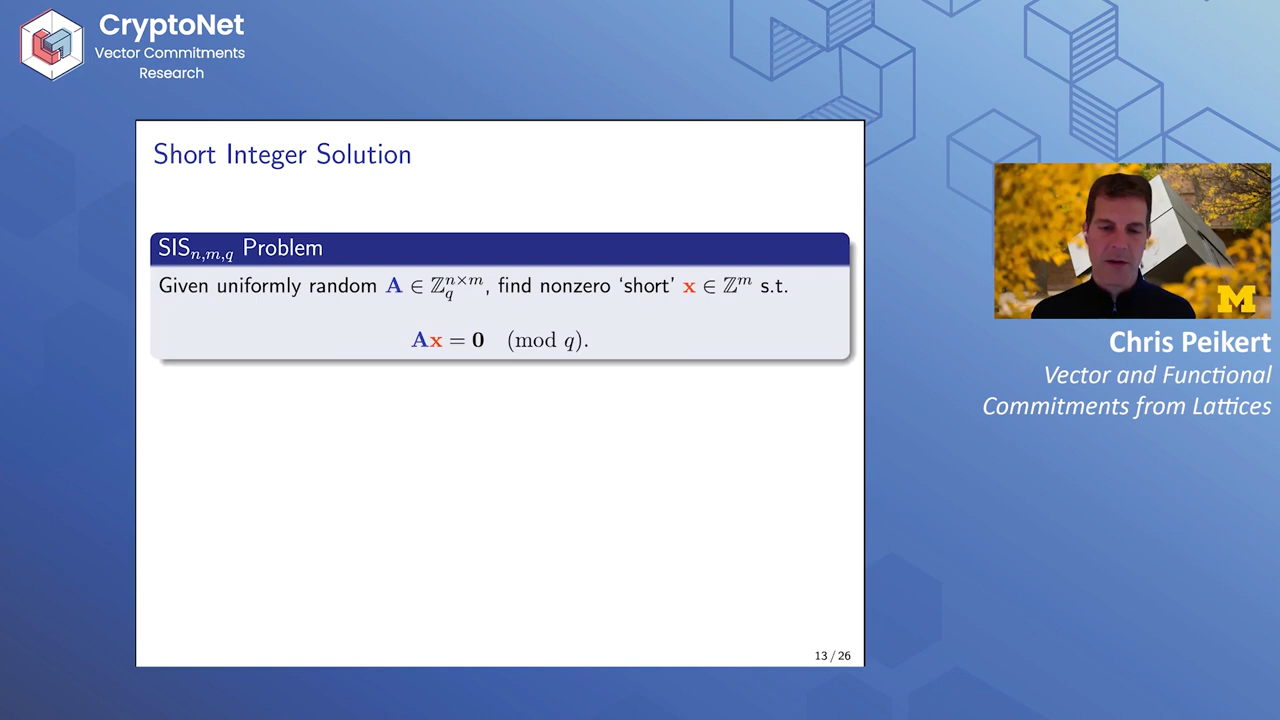 CryptoNet
Vector Commitments
Research
Short Integer Solution
SISₙ,ₘ,q Problem
Given uniformly random A ∈ ℤ_q^{n×m}, find nonzero ‘short’ x ∈ ℤ^m s.t.
Ax = 0 (mod q).
13 / 26
M
Chris Peikert
Vector and Functional
Commitments from Lattices